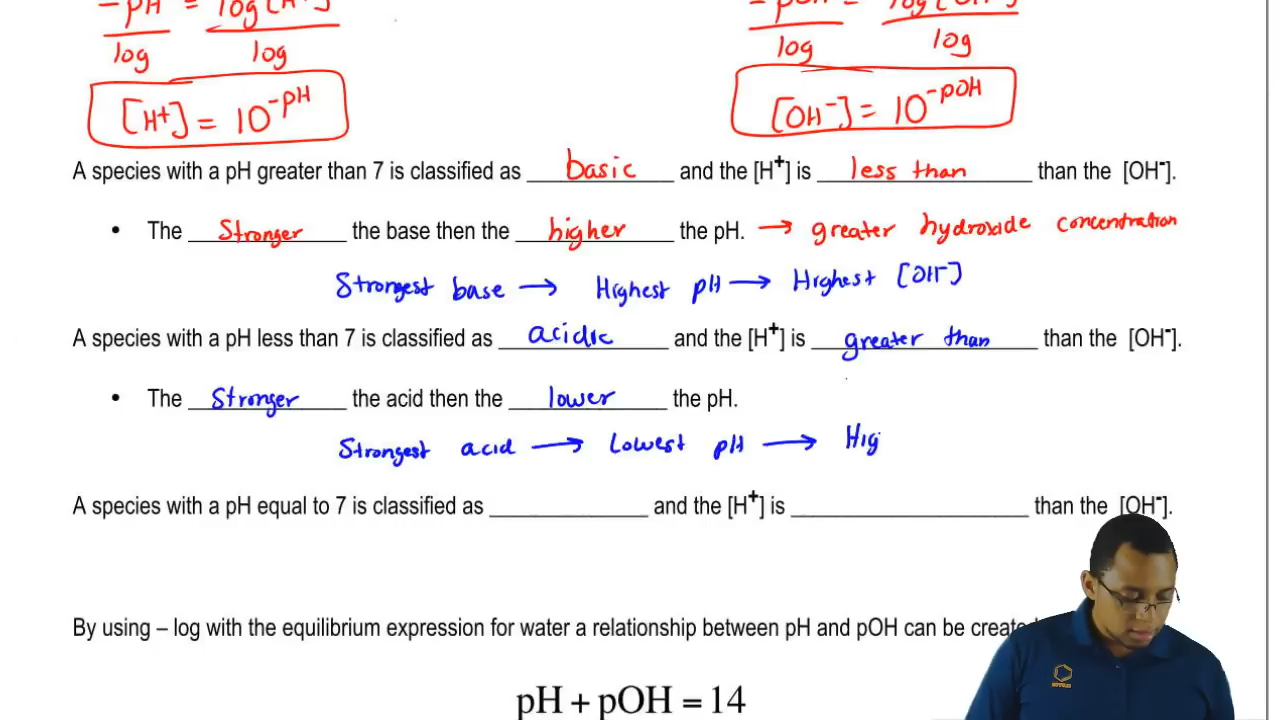 -pH = log[H+] -pOH = log[OH-]
log log log log
[H+] = 10^-pH [OH-] = 10^-pOH
A species with a pH greater than 7 is classified as basic and the [H+] is less than than the [OH-].
• The Stronger the base then the higher the pH. → greater hydroxide concentration
Strongest base → Highest pH → Highest [OH-]
A species with a pH less than 7 is classified as acidic and the [H+] is greater than than the [OH-].
• The Stronger the acid then the lower the pH.
Strongest acid → Lowest pH → Hig
A species with a pH equal to 7 is classified as ______ and the [H+] is ______ than the [OH-].
By using – log with the equilibrium expression for water a relationship between pH and pOH can be create
pH + pOH = 14